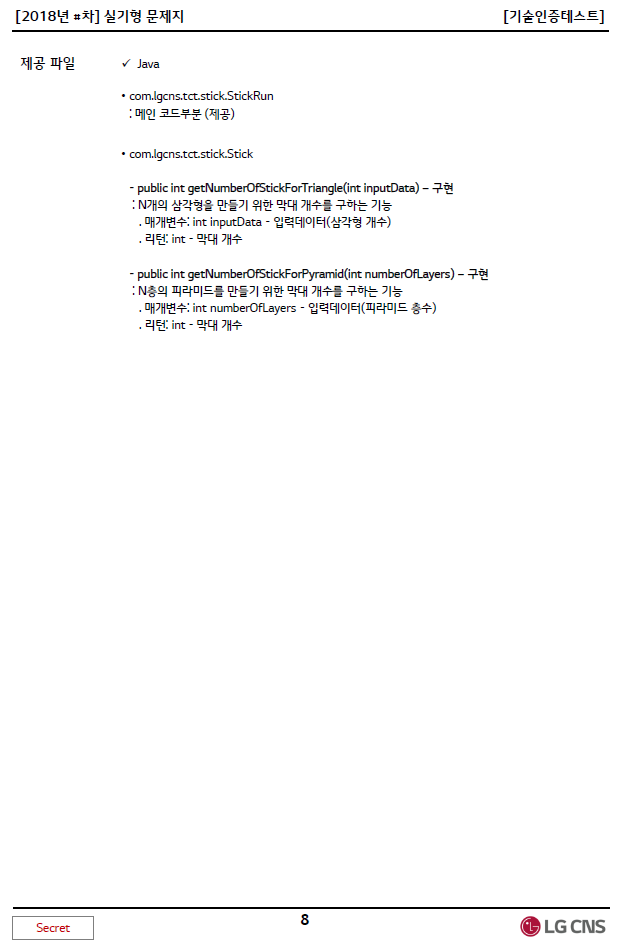 [2018년 #차] 실기형 문제지 [기술인증테스트]
제공 파일 ✓ Java
• com.lgcns.tct.stick.StickRun
: 메인 코드부분 (제공)
• com.lgcns.tct.stick.Stick
- public int getNumberOfStickForTriangle(int inputData) – 구현
: N개의 삼각형을 만들기 위한 막대 개수를 구하는 기능
. 매개변수: int inputData - 입력데이터(삼각형 개수)
. 리턴: int - 막대 개수
- public int getNumberOfStickForPyramid(int numberOfLayers) – 구현
: N층의 피라미드를 만들기 위한 막대 개수를 구하는 기능
. 매개변수: int numberOfLayers - 입력데이터(피라미드 층수)
. 리턴: int - 막대 개수
Secret 8 LG CNS